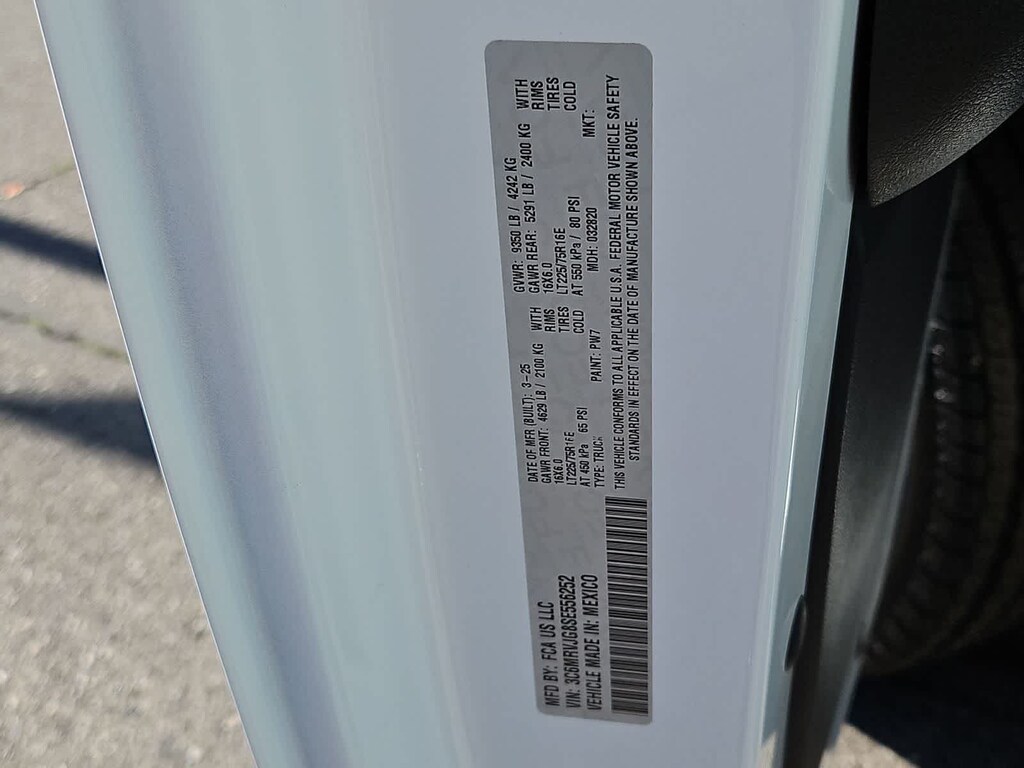 MFD BY: FCA US LLC
VIN: 3C6MRVJG8SE556252
VEHICLE MADE IN: MEXICO
DATE OF MFR (BUILT): 3-25
GAWR FRONT: 4629 LB / 2100 KG WITH
16X6.0 RIMS
LT225/75R16E TIRES
AT 450 kPa 65 PSI COLD
TYPE: TRUCK PAINT: PW7
GVWR: 9350 LB / 4242 KG
GAWR REAR: 5291 LB / 2400 KG WITH
16X6.0 RIMS
LT225/75R16E TIRES
AT 550 kPa / 80 PSI COLD
MDH: 032820 MKT:
THIS VEHICLE CONFORMS TO ALL APPLICABLE U.S.A. FEDERAL MOTOR VEHICLE SAFETY
STANDARDS IN EFFECT ON THE DATE OF MANUFACTURE SHOWN ABOVE.